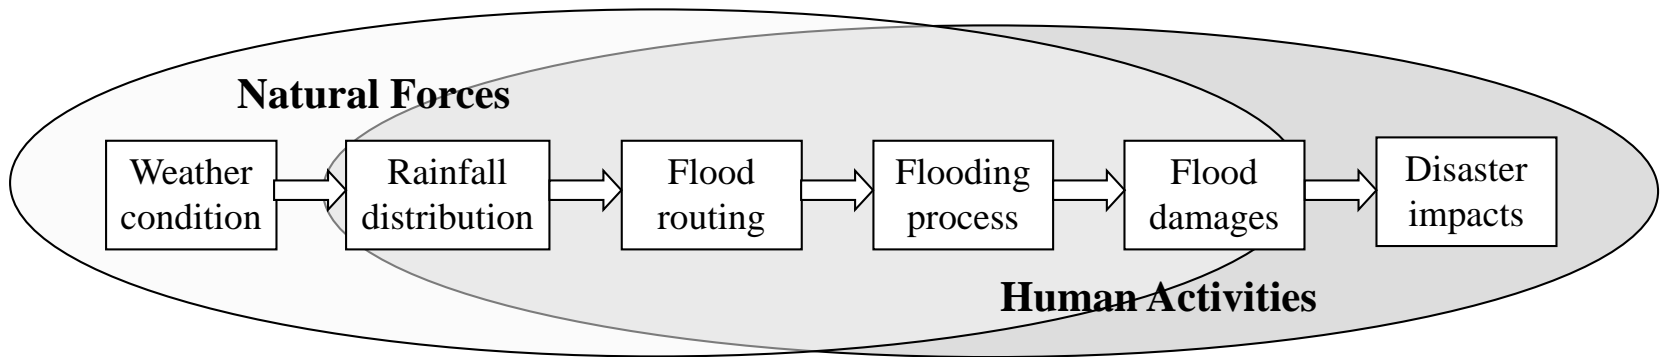 Natural Forces
Weather
condition
Rainfall
distribution
Flood
routing
Flooding
process
Flood
damages
Disaster
impacts
Human Activities